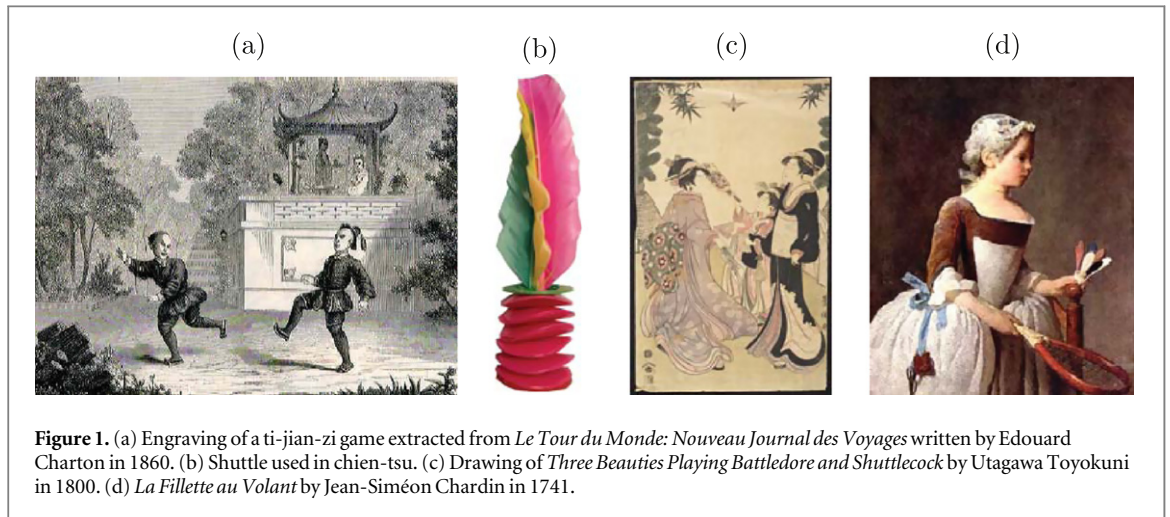 (a)
(b)
(c)
(d)
Figure 1. (a) Engraving of a ti-jian-zi game extracted from Le Tour du Monde: Nouveau Journal des Voyages written by Edouard
Charton in 1860. (b) Shuttle used in chien-tsu. (c) Drawing of Three Beauties Playing Battledore and Shuttlecock by Utagawa Toyokuni
in 1800. (d) La Fillette au Volant by Jean-Siméon Chardin in 1741.